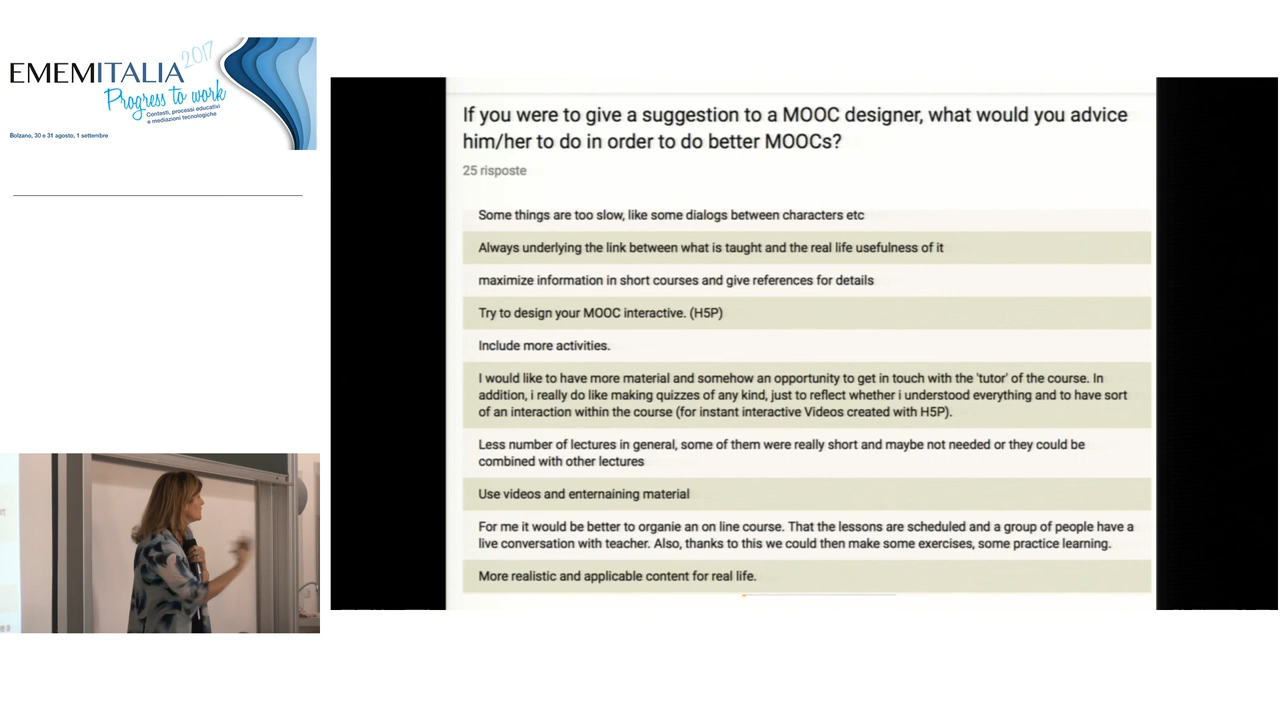 EMEMITALIA 2017
Progress to work
Contesti, processi educativi
e mediazioni tecnologiche
Bolzano, 30 e 31 agosto, 1 settembre
If you were to give a suggestion to a MOOC designer, what would you advice
him/her to do in order to do better MOOCs?
25 risposte
Some things are too slow, like some dialogs between characters etc
Always underlying the link between what is taught and the real life usefulness of it
maximize information in short courses and give references for details
Try to design your MOOC interactive. (H5P)
Include more activities.
I would like to have more material and somehow an opportunity to get in touch with the 'tutor' of the course. In
addition, i really do like making quizzes of any kind, just to reflect whether i understood everything and to have sort
of an interaction within the course (for instant interactive Videos created with H5P).
Less number of lectures in general, some of them were really short and maybe not needed or they could be
combined with other lectures
Use videos and enternaining material
For me it would be better to organie an on line course. That the lessons are scheduled and a group of people have a
live conversation with teacher. Also, thanks to this we could then make some exercises, some practice learning.
More realistic and applicable content for real life.